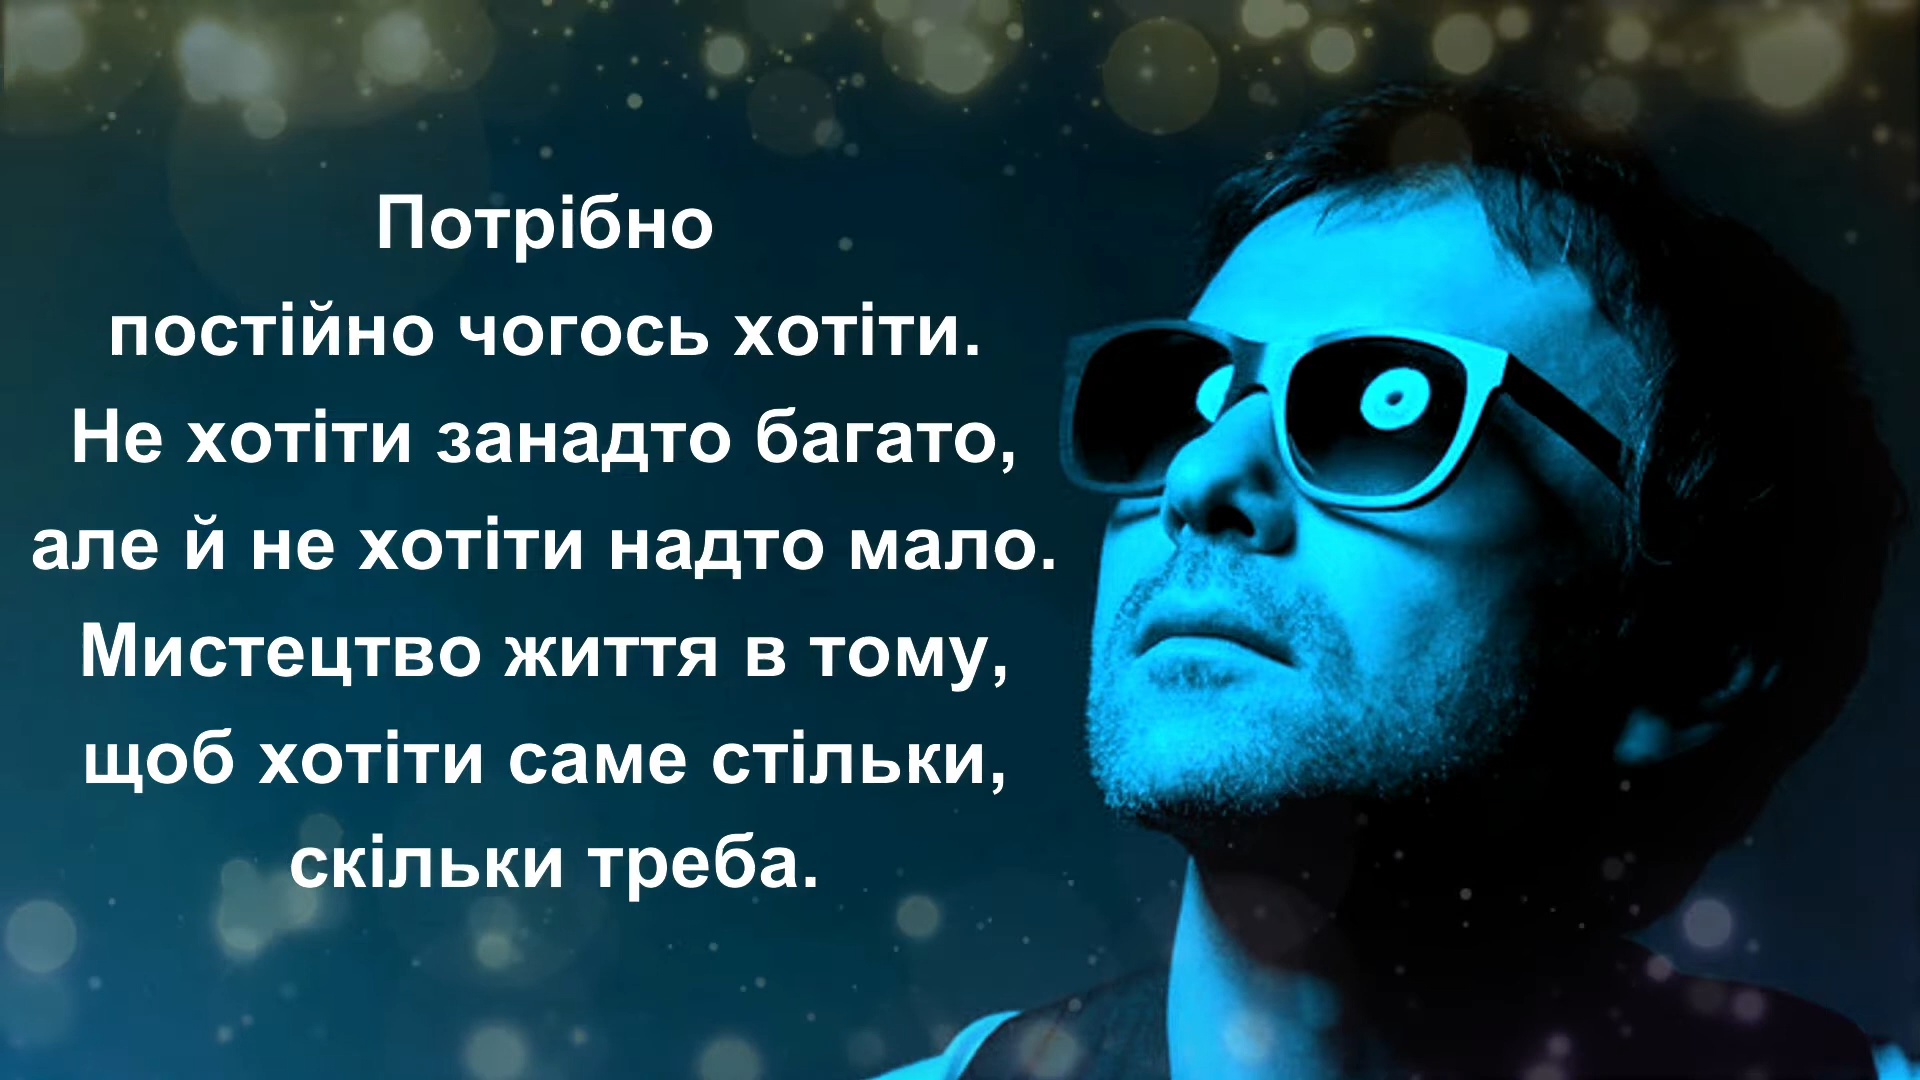 Потрібно
постійно чогось хотіти.
Не хотіти занадто багато,
але й не хотіти надто мало.
Мистецтво життя в тому,
щоб хотіти саме стільки,
скільки треба.